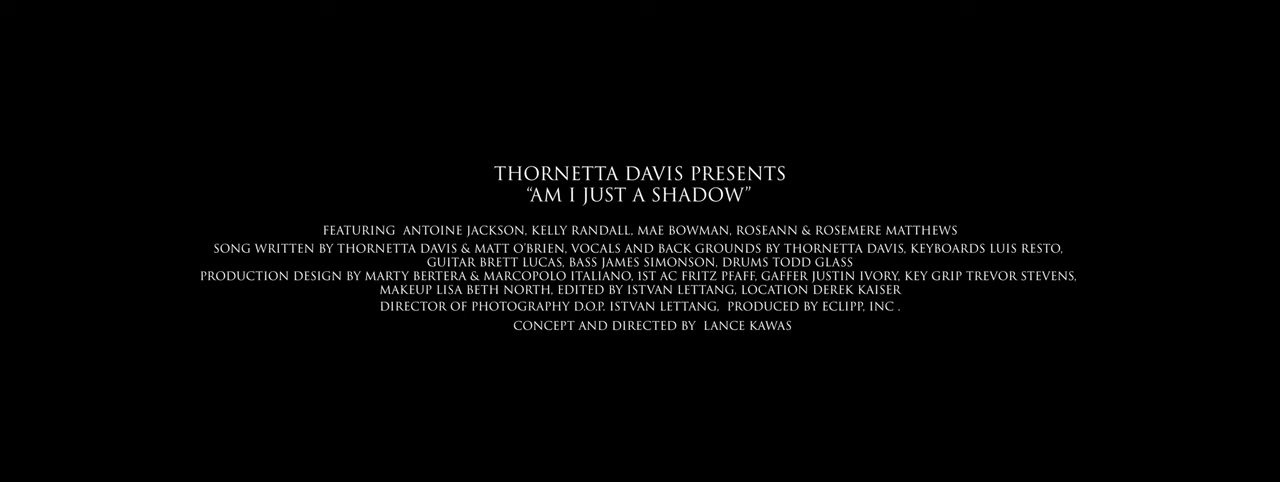 THORNETTA DAVIS PRESENTS
“AM I JUST A SHADOW”
FEATURING ANTOINE JACKSON, KELLY RANDALL, MAE BOWMAN, ROSEANN & ROSEMERE MATTHEWS
SONG WRITTEN BY THORNETTA DAVIS & MATT O'BRIEN, VOCALS AND BACK GROUNDS BY THORNETTA DAVIS, KEYBOARDS LUIS RESTO,
GUITAR BRETT LUCAS, BASS JAMES SIMONSON, DRUMS TODD GLASS
PRODUCTION DESIGN BY MARTY BERTERA & MARCOPOLO ITALIANO, 1ST AC FRITZ PFAFF, GAFFER JUSTIN IVORY, KEY GRIP TREVOR STEVENS,
MAKEUP LISA BETH NORTH, EDITED BY ISTVAN LETTANG, LOCATION DEREK KAISER
DIRECTOR OF PHOTOGRAPHY D.O.P. ISTVAN LETTANG, PRODUCED BY ECLIPP, INC .
CONCEPT AND DIRECTED BY LANCE KAWAS